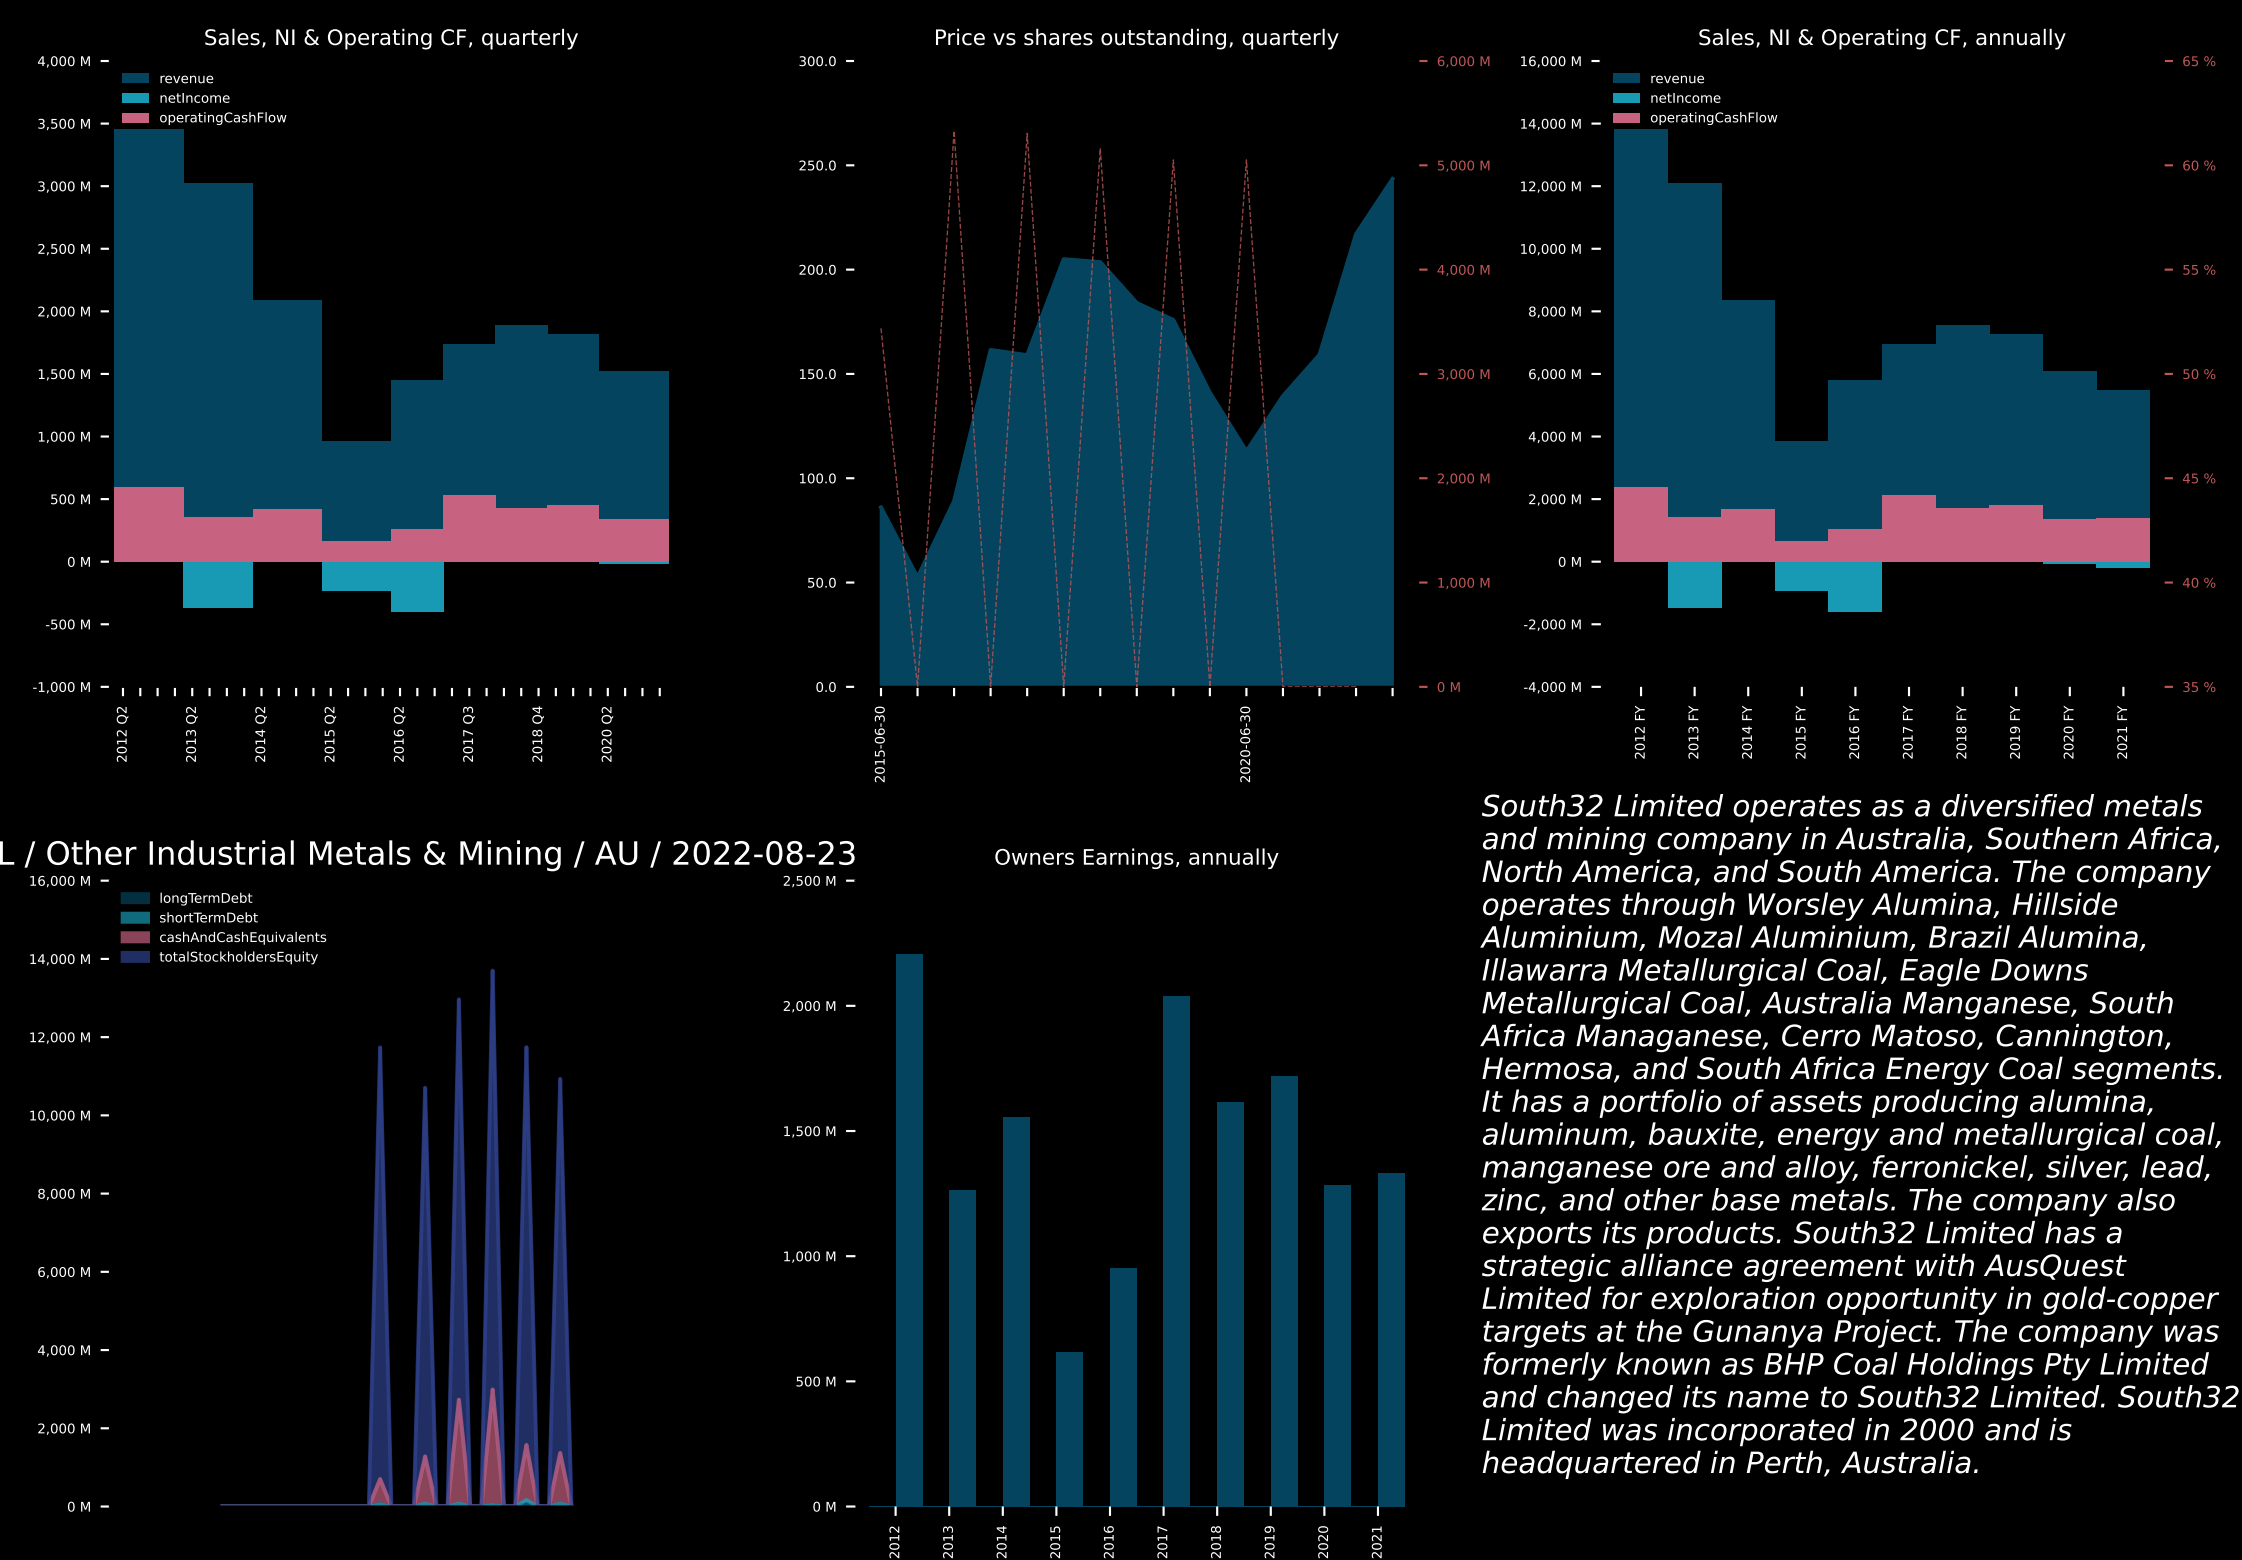 Sales, NI & Operating CF, quarterly
4,000 M
3,500 M
3,000 M
2,500 M
2,000 M
1,500 M
1,000 M
500 M
0 M
-500 M
-1,000 M
revenue
netIncome
operatingCashFlow
2012 Q2
2013 Q2
2014 Q2
2015 Q2
2016 Q2
2017 Q3
2018 Q4
2020 Q2
Price vs shares outstanding, quarterly
300.0
250.0
200.0
150.0
100.0
50.0
0.0
6,000 M
5,000 M
4,000 M
3,000 M
2,000 M
1,000 M
0 M
2015-06-30
2020-06-30
Sales, NI & Operating CF, annually
16,000 M
14,000 M
12,000 M
10,000 M
8,000 M
6,000 M
4,000 M
2,000 M
0 M
-2,000 M
-4,000 M
revenue
netIncome
operatingCashFlow
65 %
60 %
55 %
50 %
45 %
40 %
35 %
2012 FY
2013 FY
2014 FY
2015 FY
2016 FY
2017 FY
2018 FY
2019 FY
2020 FY
2021 FY
L / Other Industrial Metals & Mining / AU / 2022-08-23
16,000 M
14,000 M
12,000 M
10,000 M
8,000 M
6,000 M
4,000 M
2,000 M
0 M
longTermDebt
shortTermDebt
cashAndCashEquivalents
totalStockholdersEquity
Owners Earnings, annually
2,500 M
2,000 M
1,500 M
1,000 M
500 M
0 M
2012
2013
2014
2015
2016
2017
2018
2019
2020
2021
South32 Limited operates as a diversified metals
and mining company in Australia, Southern Africa,
North America, and South America. The company
operates through Worsley Alumina, Hillside
Aluminium, Mozal Aluminium, Brazil Alumina,
Illawarra Metallurgical Coal, Eagle Downs
Metallurgical Coal, Australia Manganese, South
Africa Managanese, Cerro Matoso, Cannington,
Hermosa, and South Africa Energy Coal segments.
It has a portfolio of assets producing alumina,
aluminum, bauxite, energy and metallurgical coal,
manganese ore and alloy, ferronickel, silver, lead,
zinc, and other base metals. The company also
exports its products. South32 Limited has a
strategic alliance agreement with AusQuest
Limited for exploration opportunity in gold-copper
targets at the Gunanya Project. The company was
formerly known as BHP Coal Holdings Pty Limited
and changed its name to South32 Limited. South32
Limited was incorporated in 2000 and is
headquartered in Perth, Australia.